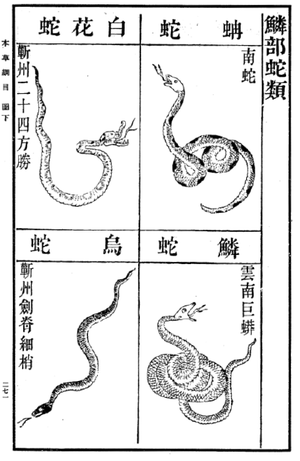 鱗部蛇類
蚺蛇
南蛇
白花蛇
蘄州二十四方勝
鱗蛇
雲南巨蟒
烏蛇
蘄州劍脊細梢
本草綱目 圖下
二七一